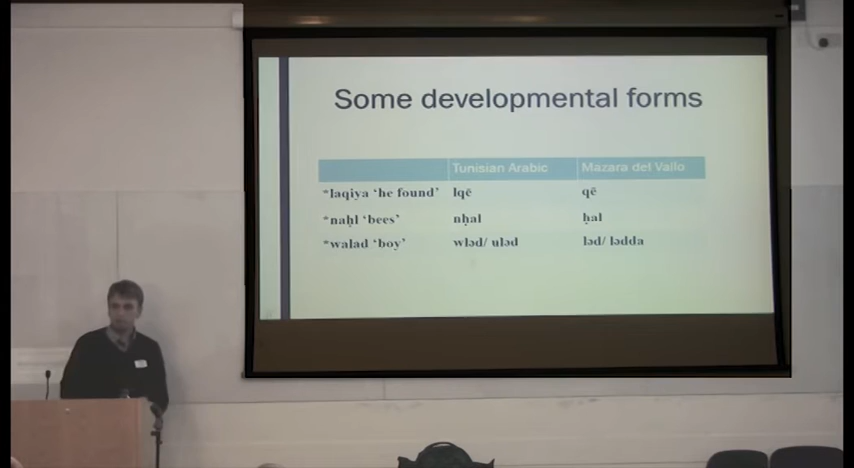 Some developmental forms
Tunisian Arabic Mazara del Vallo
*laqiya ‘he found’ lqē qē
*naḥl ‘bees’ nḥal ḥal
*walad ‘boy’ wləd/ uləd ləd/ lədda